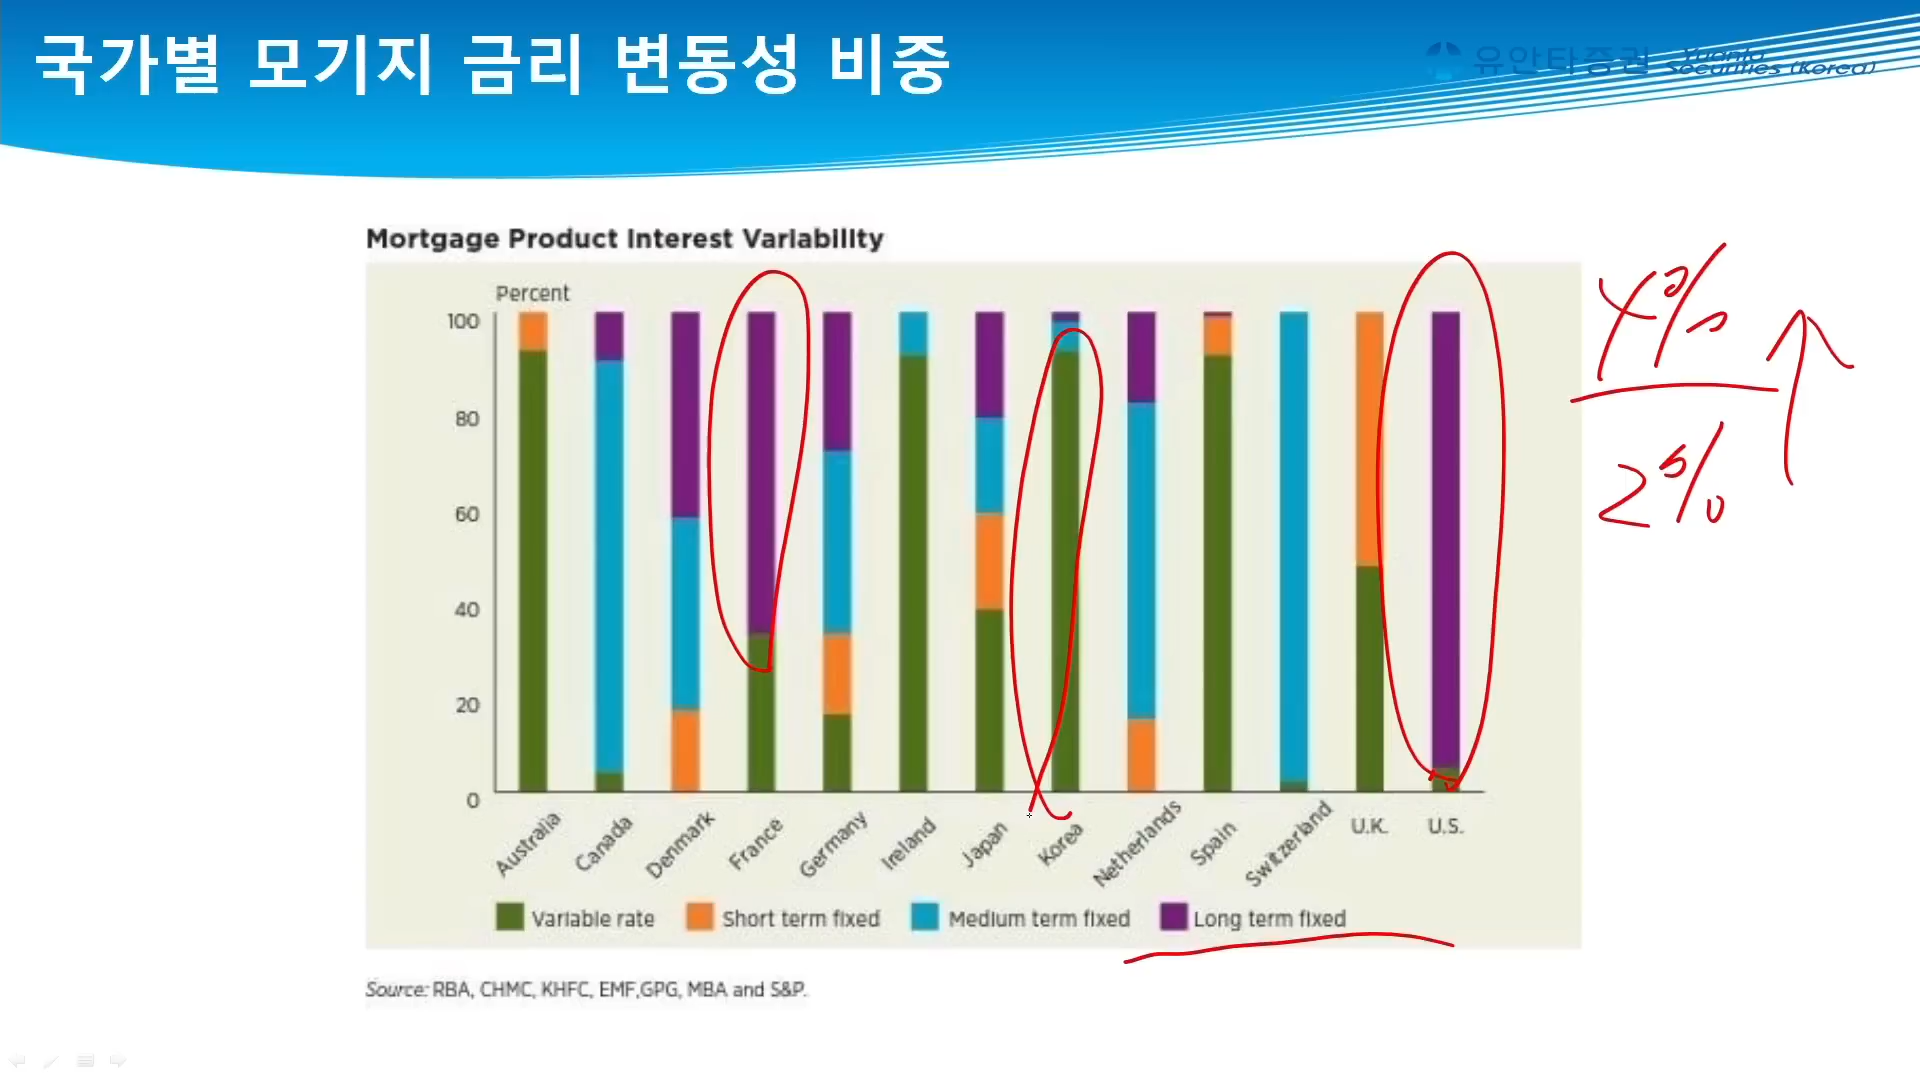 국가별 모기지 금리 변동성 비중
유안타증권 Yuanta Securities (Korea)
Mortgage Product Interest Variability
Percent
100
80
60
40
20
0
Australia Canada Denmark France Germany Ireland Japan Korea Netherlands Spain Switzerland U.K. U.S.
Variable rate Short term fixed Medium term fixed Long term fixed
Source: RBA, CHMC, KHFC, EMF,GPG, MBA and S&P.
4%
2%